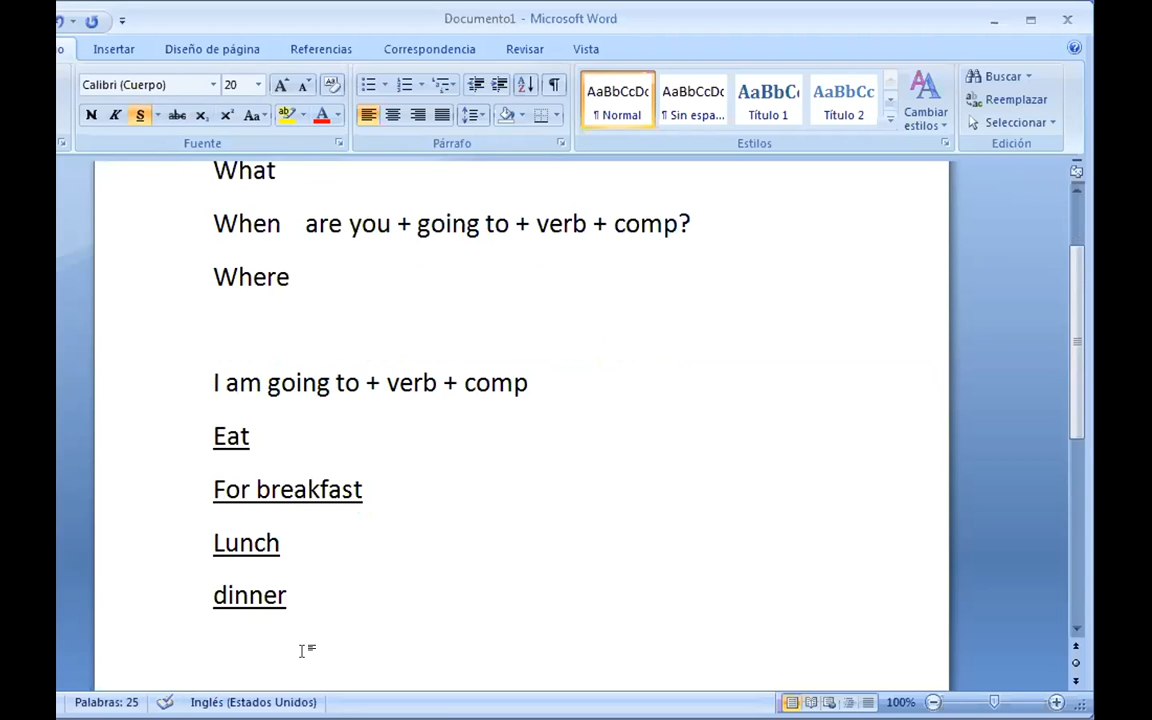 Documento1 - Microsoft Word
Insertar Diseño de página Referencias Correspondencia Revisar Vista
Calibri (Cuerpo) 20
AaBbCcDc AaBbCcDc AaBbC AaBbCc
¶ Normal ¶ Sin espa... Título 1 Título 2
Cambiar estilos
Buscar
Reemplazar
Seleccionar
N K S abc x₂ x² Aa
Fuente Párrafo Estilos Edición
What
When are you + going to + verb + comp?
Where
I am going to + verb + comp
Eat
For breakfast
Lunch
dinner
Palabras: 25 Inglés (Estados Unidos) 100%